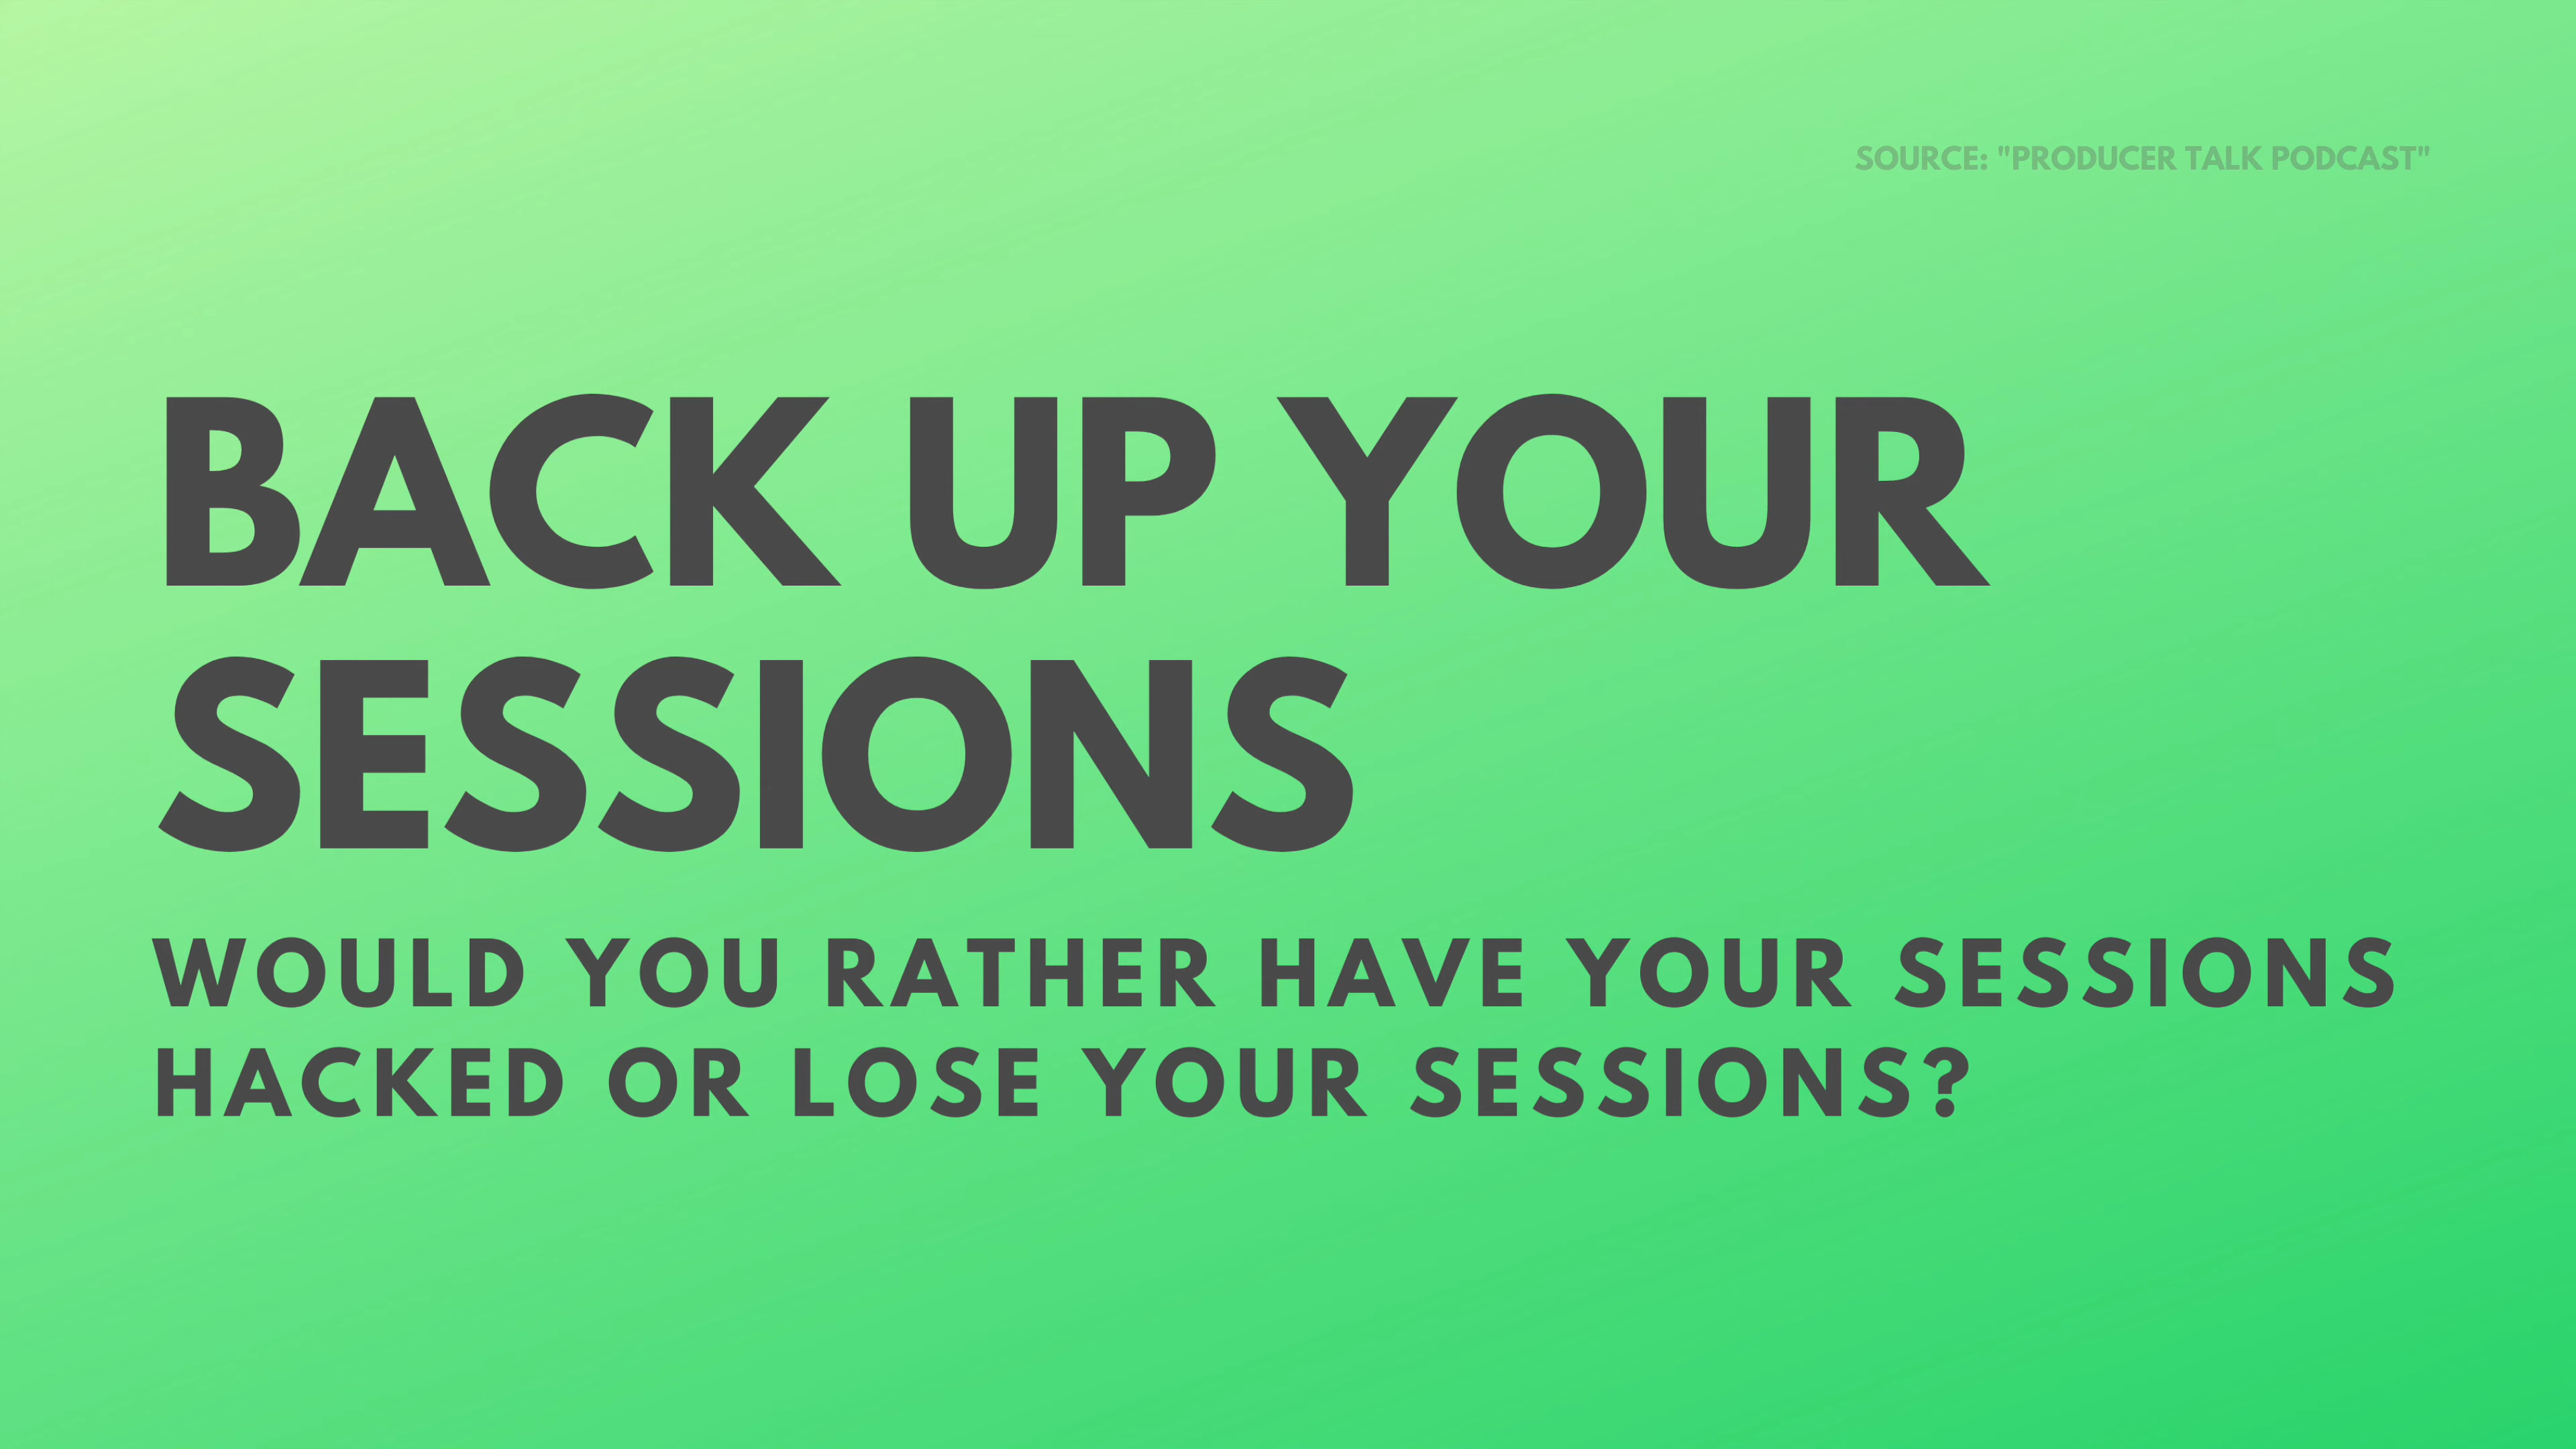 SOURCE: "PRODUCER TALK PODCAST"
BACK UP YOUR
SESSIONS
WOULD YOU RATHER HAVE YOUR SESSIONS
HACKED OR LOSE YOUR SESSIONS?